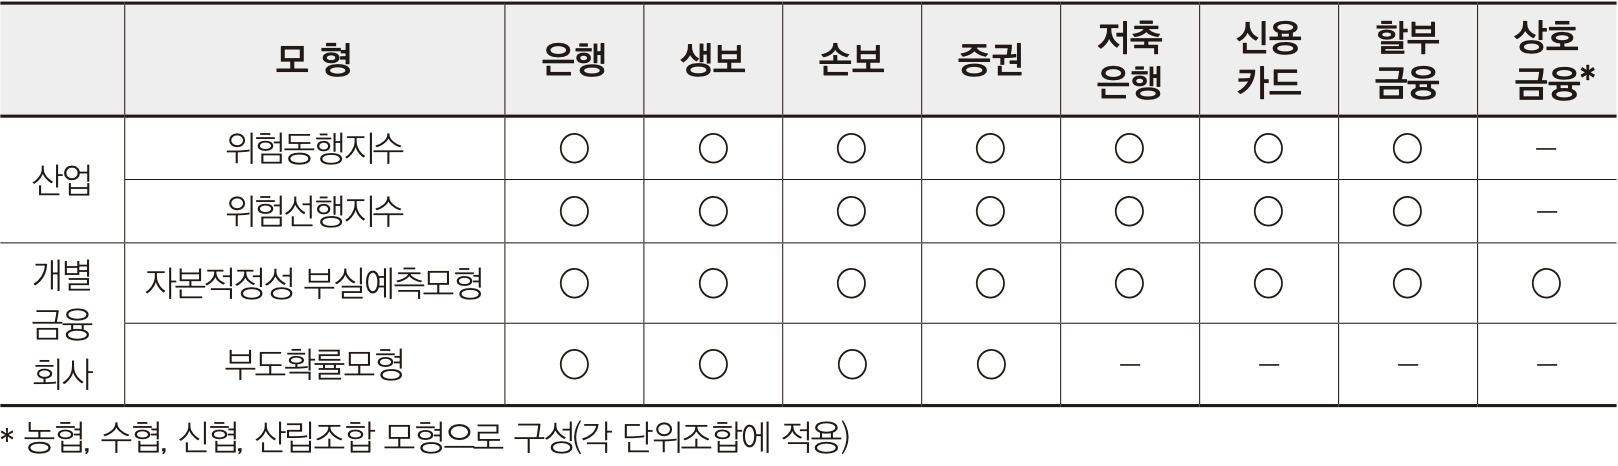 모 형 은행 생보 손보 증권 저축은행 신용카드 할부금융 상호금융*
산업 위험동행지수 ○ ○ ○ ○ ○ ○ ○ –
위험선행지수 ○ ○ ○ ○ ○ ○ ○ –
개별금융회사 자본적정성 부실예측모형 ○ ○ ○ ○ ○ ○ ○ ○
부도확률모형 ○ ○ ○ ○ – – – –
* 농협, 수협, 신협, 산립조합 모형으로 구성(각 단위조합에 적용)